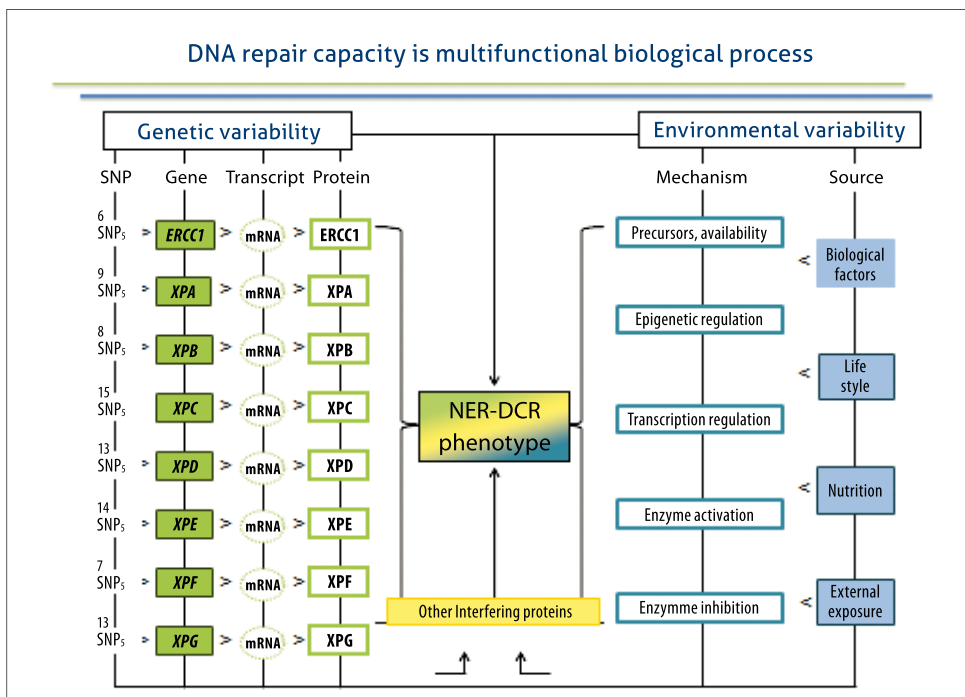 DNA repair capacity is multifunctional biological process
Genetic variability
Environmental variability
SNP Gene Transcript Protein
Mechanism Source
6
SNPs > ERCC1 > mRNA > ERCC1
9
SNPs > XPA > mRNA > XPA
8
SNPs > XPB > mRNA > XPB
15
SNPs > XPC > mRNA > XPC
13
SNPs > XPD > mRNA > XPD
14
SNPs > XPE > mRNA > XPE
7
SNPs > XPF > mRNA > XPF
13
SNPs > XPG > mRNA > XPG
NER-DCR
phenotype
Other Interfering proteins
Precursors, availability
Epigenetic regulation
Transcription regulation
Enzyme activation
Enzymme inhibition
< Biological
factors
< Life
style
< Nutrition
< External
exposure